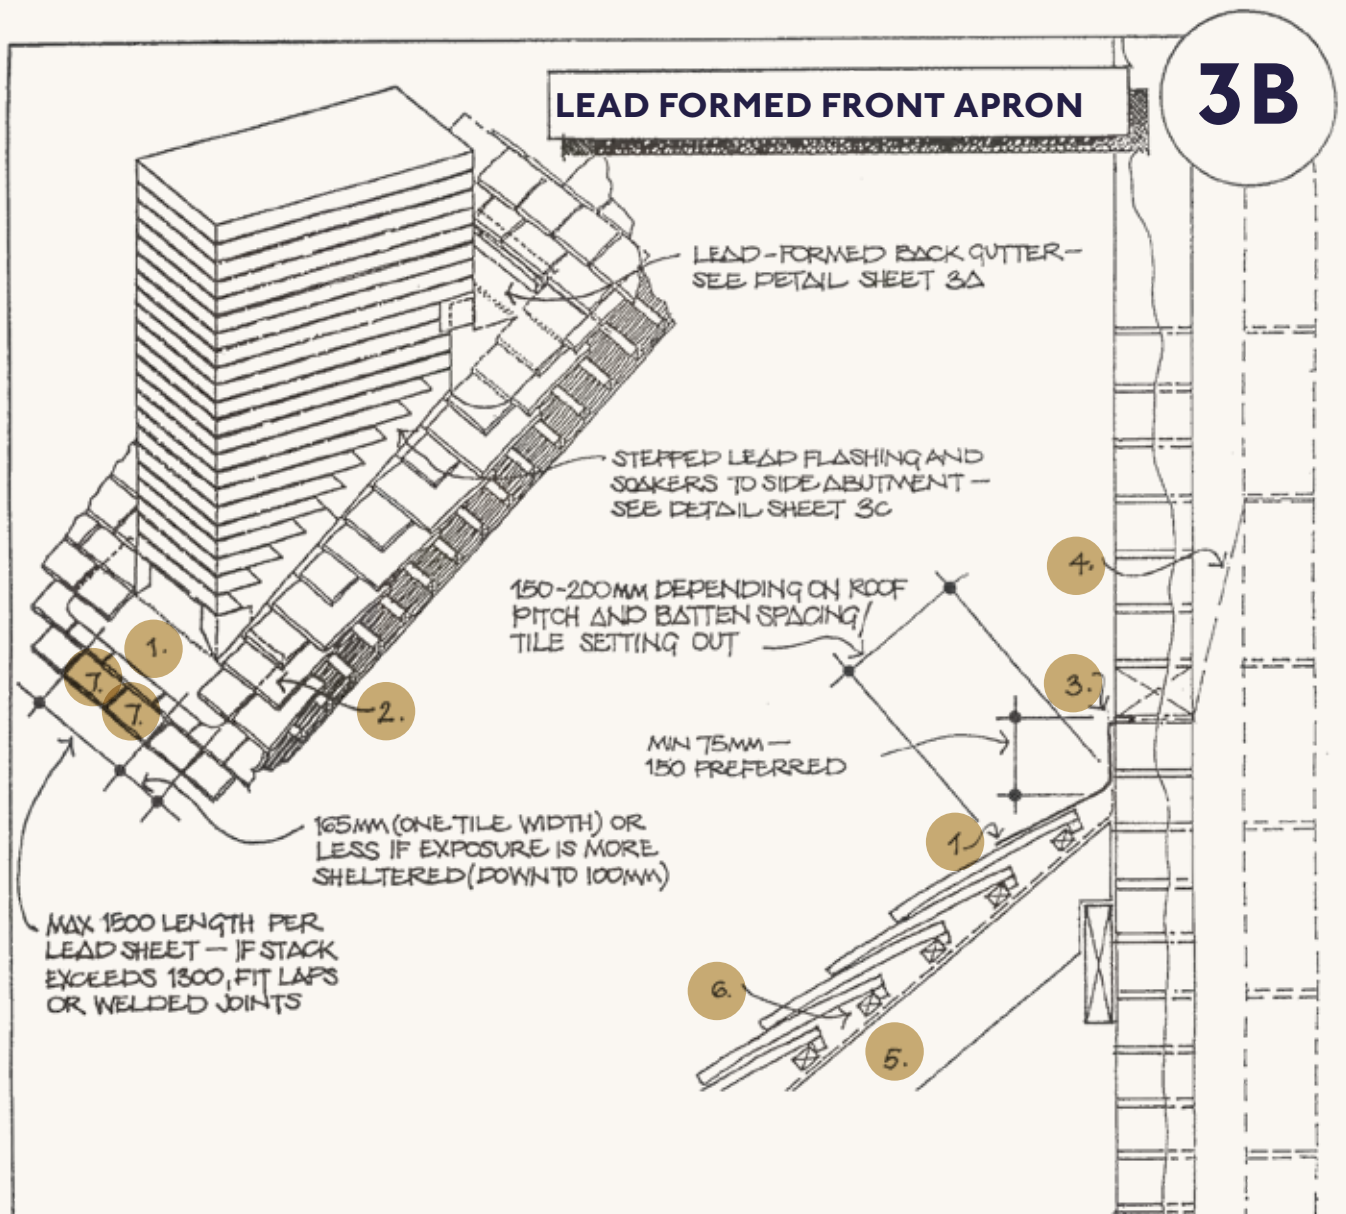 LEAD FORMED FRONT APRON
3B
LEAD-FORMED BACK GUTTER—
SEE DETAIL SHEET 3A
STEPPED LEAD FLASHING AND
SOAKERS TO SIDE ABUTMENT —
SEE DETAIL SHEET 3C
4.
150-200MM DEPENDING ON ROOF
PITCH AND BATTEN SPACING/
TILE SETTING OUT
1.
7.
7.
2.
3.
MIN 75MM —
150 PREFERRED
165MM (ONE TILE WIDTH) OR
LESS IF EXPOSURE IS MORE
SHELTERED (DOWN TO 100MM)
1.
MAX 1500 LENGTH PER
LEAD SHEET — IF STACK
EXCEEDS 1300, FIT LAPS
OR WELDED JOINTS
6.
5.